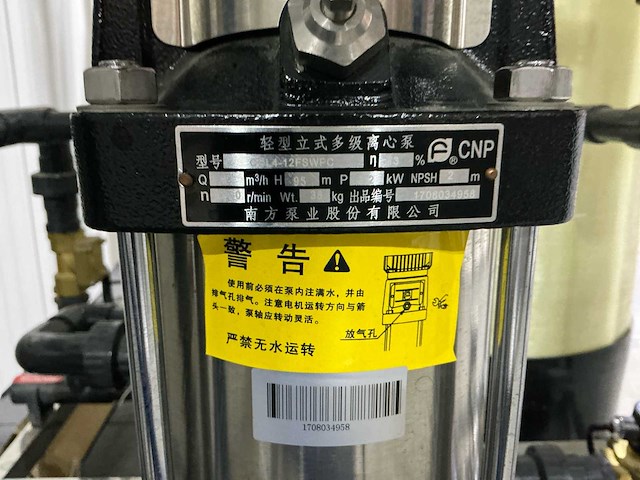 轻型立式多级离心泵
型号 L4-12FSWPC η % CNP
Q m³/h H 95 m P kW NPSH 2 m
n r/min Wt. kg 出品编号 1708034958
南方泵业股份有限公司
警告
使用前必须在泵内注满水，并由
排气孔排气。注意电机运转方向与箭
头一致，泵轴应转动灵活。
放气孔
严禁无水运转
1708034958